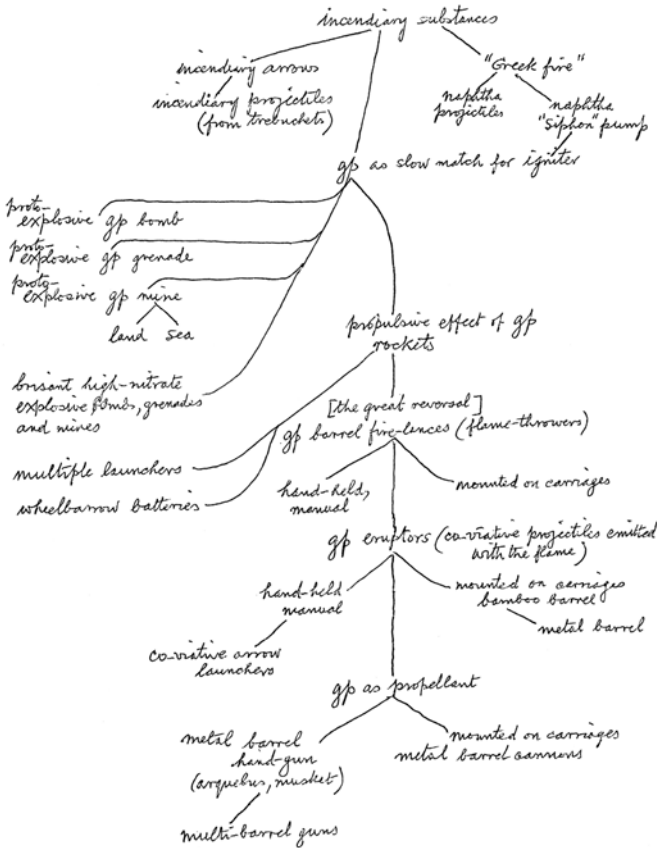 incendiary substances
incendiary arrows
"Greek fire"
incendiary projectiles
(from trebuchets)
naphtha
projectiles
naphtha
"siphon" pump
gp as slow match for igniter
proto-
explosive gp bomb
proto-
explosive gp grenade
proto-
explosive gp mine
land sea
propulsive effect of gp
rockets
brisant high-nitrate
explosive bombs, grenades
and mines
[the great reversal]
gp barrel fire-lances (flame-throwers)
multiple launchers
wheelbarrow batteries
hand-held,
manual
mounted on carriages
gp eruptors (co-viative projectiles emitted
with the flame)
hand-held
manual
mounted on carriages
bamboo barrel
metal barrel
co-viative arrow
launchers
gp as propellant
metal barrel
hand-gun
(arquebus, musket)
mounted on carriages
metal barrel cannons
multi-barrel guns